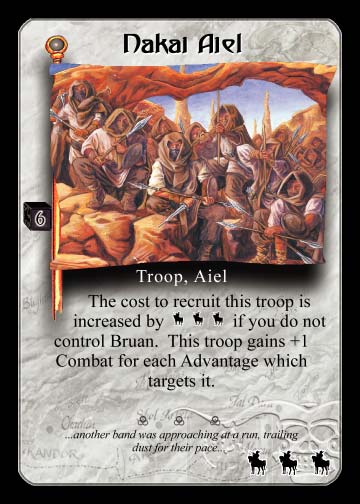 Nakai Aiel
6
Troop, Aiel
The cost to recruit this troop is
increased by if you do not
control Bruan. This troop gains +1
Combat for each Advantage which
targets it.
...another band was approaching at a run, trailing
dust for their pace...
KANDOR